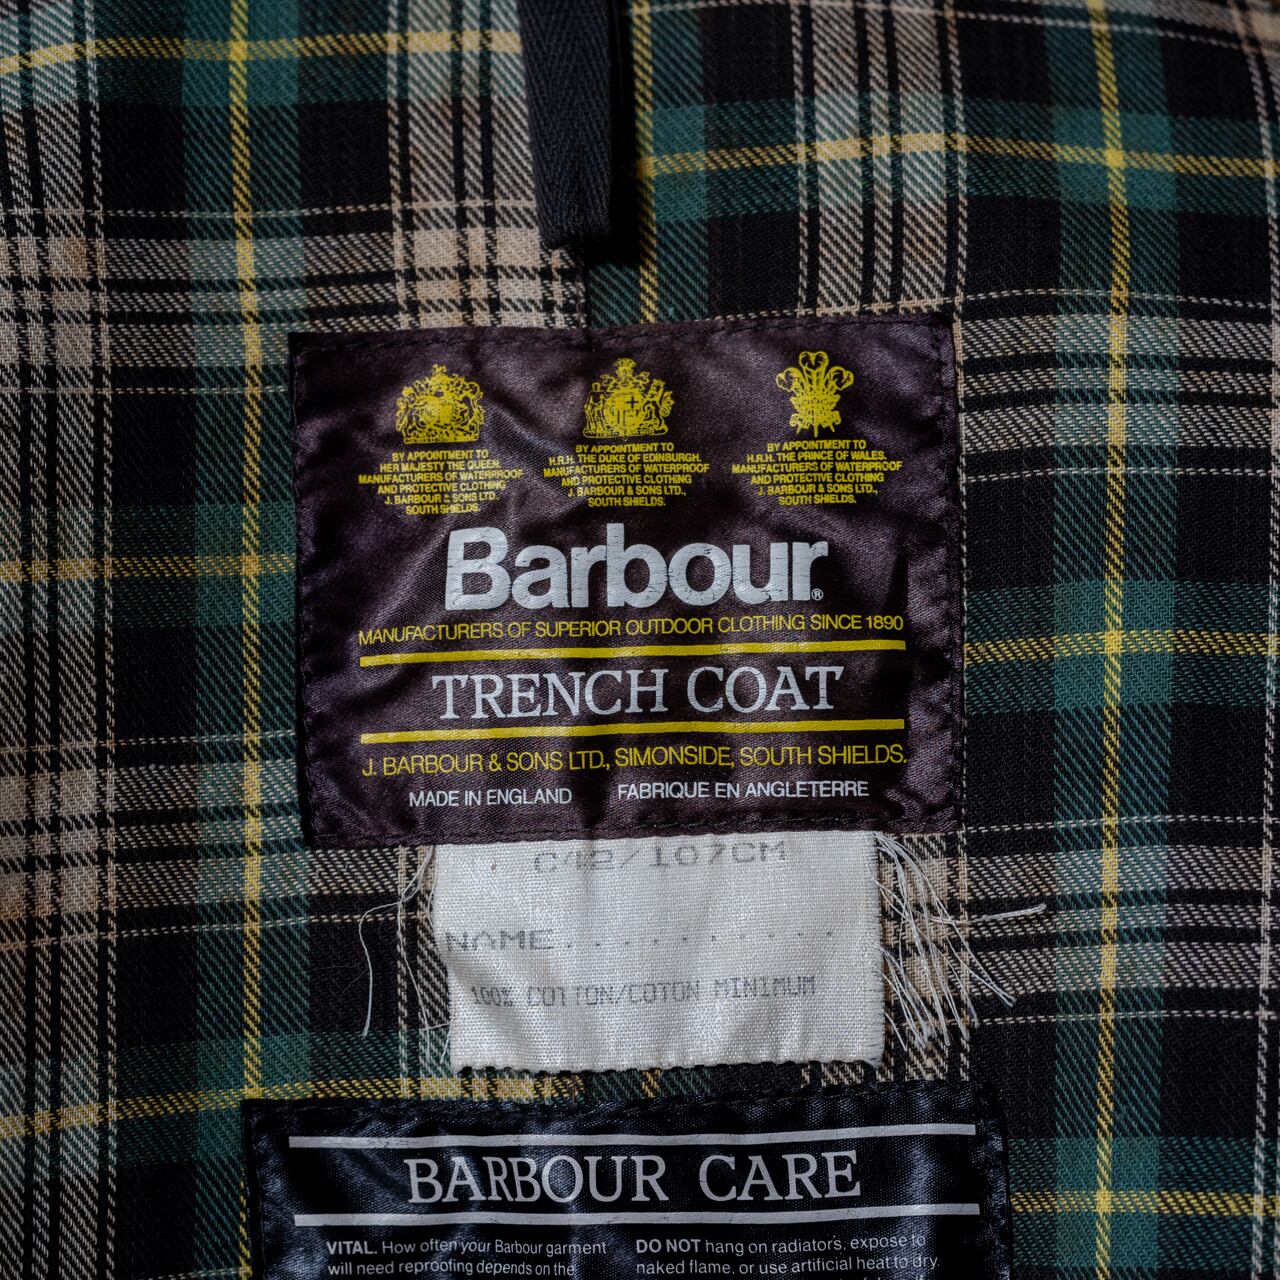 BY APPOINTMENT TO
HER MAJESTY THE QUEEN.
MANUFACTURERS OF WATERPROOF
AND PROTECTIVE CLOTHING
J. BARBOUR & SONS LTD.
SOUTH SHIELDS.
BY APPOINTMENT TO
H.R.H. THE DUKE OF EDINBURGH.
MANUFACTURERS OF WATERPROOF
AND PROTECTIVE CLOTHING
J. BARBOUR & SONS LTD.,
SOUTH SHIELDS.
BY APPOINTMENT TO
H.R.H. THE PRINCE OF WALES.
MANUFACTURERS OF WATERPROOF
AND PROTECTIVE CLOTHING
J. BARBOUR & SONS LTD.,
SOUTH SHIELDS.
Barbour®
MANUFACTURERS OF SUPERIOR OUTDOOR CLOTHING SINCE 1890
TRENCH COAT
J. BARBOUR & SONS LTD., SIMONSIDE, SOUTH SHIELDS.
MADE IN ENGLAND FABRIQUE EN ANGLETERRE
C42/107CM
NAME...........
100% COTTON/COTON MINIMUM
BARBOUR CARE
VITAL. How often your Barbour garment
will need reproofing depends on the
DO NOT hang on radiators, expose to
naked flame, or use artificial heat to dry.